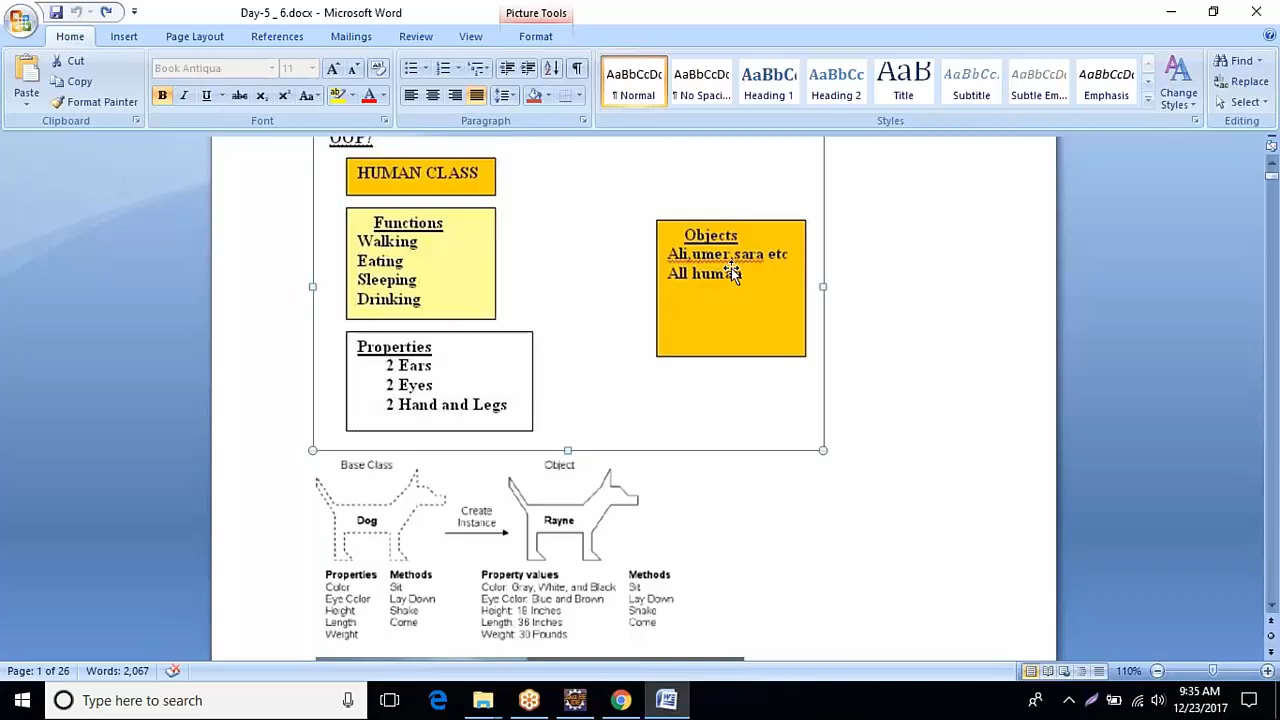 Day-5 _ 6.docx - Microsoft Word
Picture Tools
Home Insert Page Layout References Mailings Review View Format
Paste
Cut
Copy
Format Painter
Clipboard
Book Antiqua 11
Font
Paragraph
AaBbCcDc AaBbCcDc AaBbCc AaBbCc AaB AaBbCc. AaBbCcDc AaBbCcDc
¶ Normal ¶ No Spaci... Heading 1 Heading 2 Title Subtitle Subtle Em... Emphasis
Change Styles
Styles
Find
Replace
Select
Editing
OOP?
HUMAN CLASS
Functions
Walking
Eating
Sleeping
Drinking
Properties
2 Ears
2 Eyes
2 Hand and Legs
Objects
Ali,umer,sara etc
All human
Base Class
Object
Dog
Create
Instance
Rayne
Properties Methods
Color Sit
Eye Color Lay Down
Height Shake
Length Come
Weight
Property values Methods
Color: Gray, White, and Black Sit
Eye Color: Blue and Brown Lay Down
Height: 18 Inches Shake
Length: 36 Inches Come
Weight: 30 Pounds
Page: 1 of 26 Words: 2,067 110%
Type here to search
9:35 AM
12/23/2017